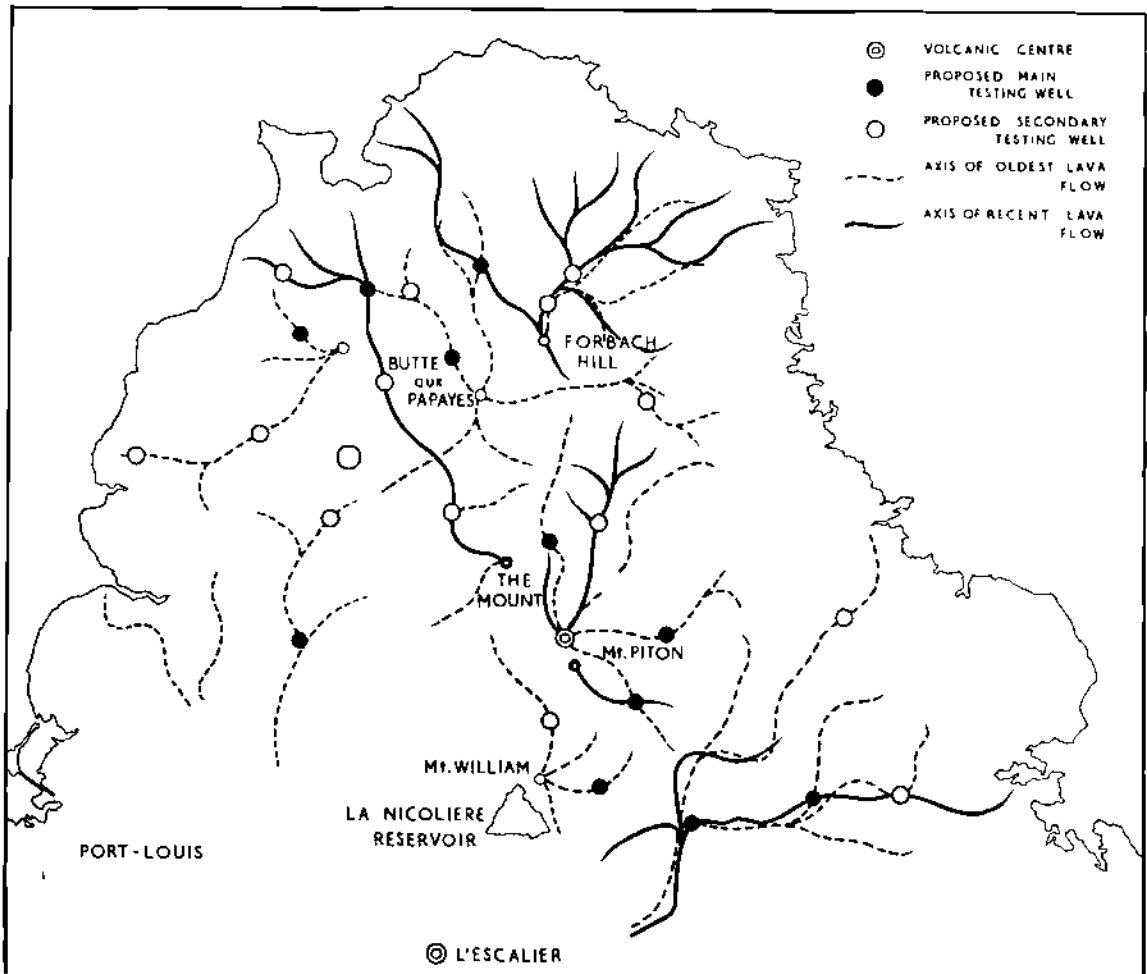 VOLCANIC CENTRE
PROPOSED MAIN
TESTING WELL
PROPOSED SECONDARY
TESTING WELL
AXIS OF OLDEST LAVA
FLOW
AXIS OF RECENT LAVA
FLOW
FORBACH
HILL
BUTTE
aux
PAPAYES
THE
MOUNT
Mt. PITON
Mt. WILLIAM
LA NICOLIERE
RESERVOIR
PORT-LOUIS
L'ESCALIER